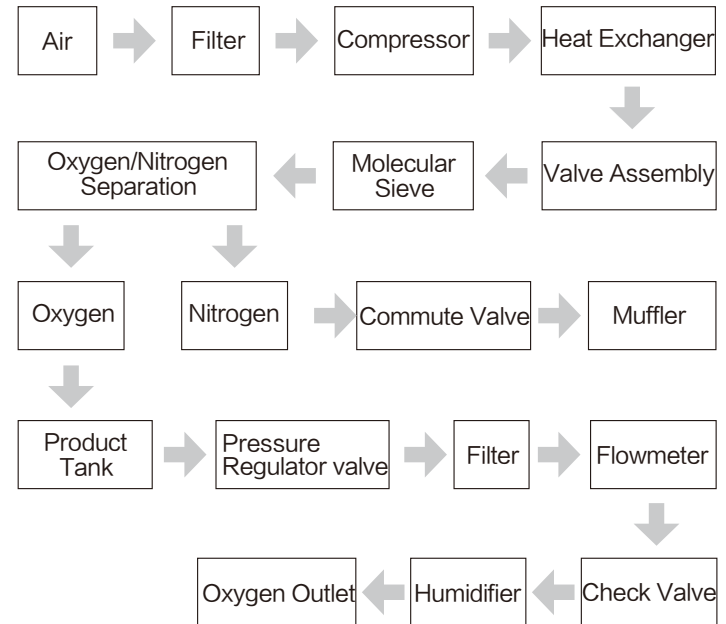 Air
Filter
Compressor
Heat Exchanger
Valve Assembly
Molecular
Sieve
Oxygen/Nitrogen
Separation
Oxygen
Nitrogen
Commute Valve
Muffler
Product
Tank
Pressure
Regulator valve
Filter
Flowmeter
Check Valve
Humidifier
Oxygen Outlet